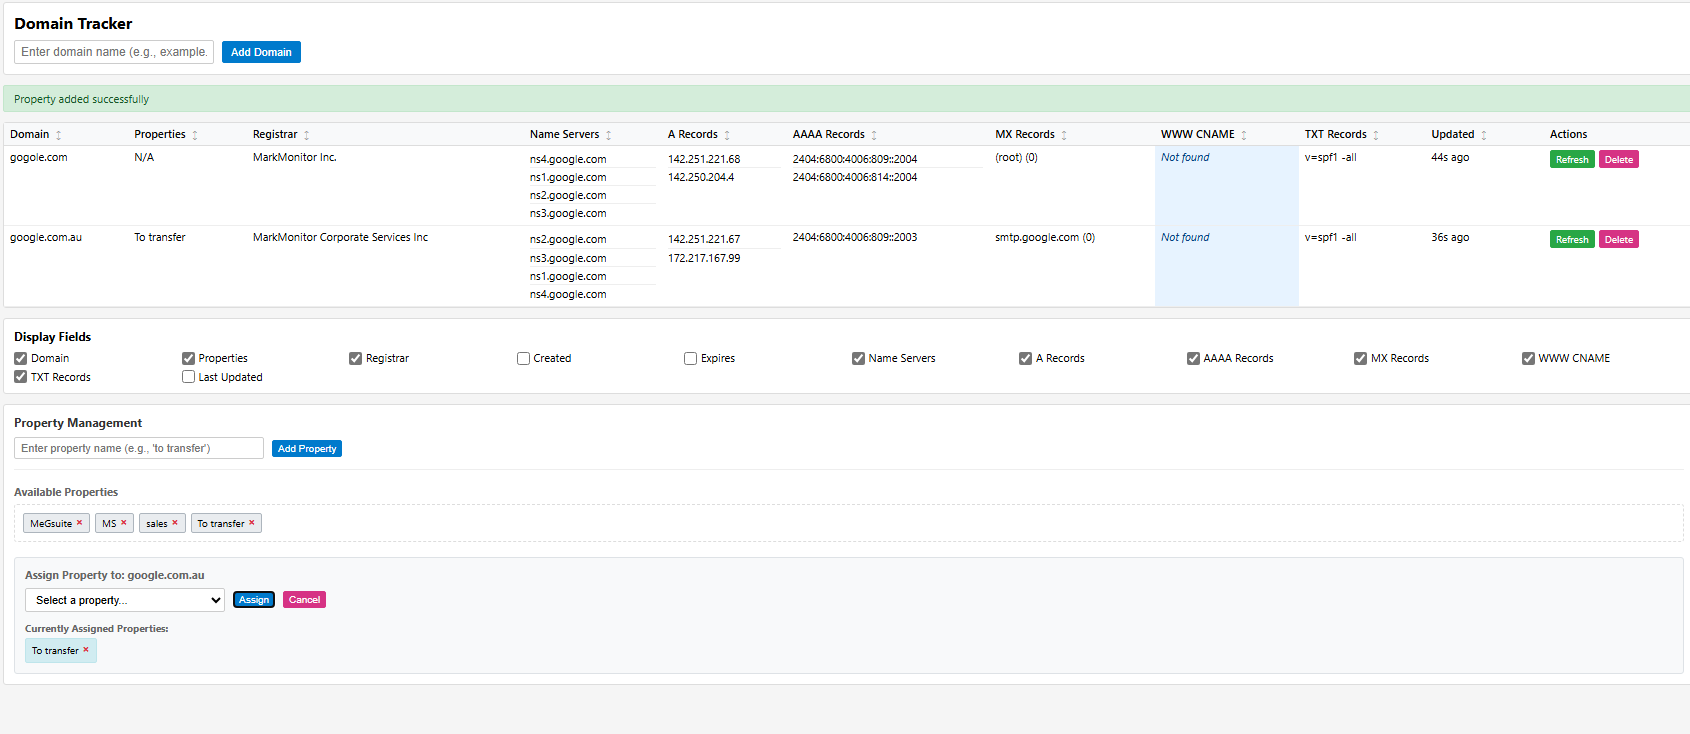 Domain Tracker
Enter domain name (e.g., example.
Add Domain
Property added successfully
Domain Properties Registrar Name Servers A Records AAAA Records MX Records WWW CNAME TXT Records Updated Actions
gogole.com N/A MarkMonitor Inc. ns4.google.com 142.251.221.68 2404:6800:4006:809::2004 (root) (0) Not found v=spf1 -all 44s ago Refresh Delete
ns1.google.com 142.250.204.4 2404:6800:4006:814::2004
ns2.google.com
ns3.google.com
google.com.au To transfer MarkMonitor Corporate Services Inc ns2.google.com 142.251.221.67 2404:6800:4006:809::2003 smtp.google.com (0) Not found v=spf1 -all 36s ago Refresh Delete
ns3.google.com 172.217.167.99
ns1.google.com
ns4.google.com
Display Fields
Domain Properties Registrar Created Expires Name Servers A Records AAAA Records MX Records WWW CNAME
TXT Records Last Updated
Property Management
Enter property name (e.g., 'to transfer')
Add Property
Available Properties
MeGsuite × MS × sales × To transfer ×
Assign Property to: google.com.au
Select a property... Assign Cancel
Currently Assigned Properties:
To transfer ×